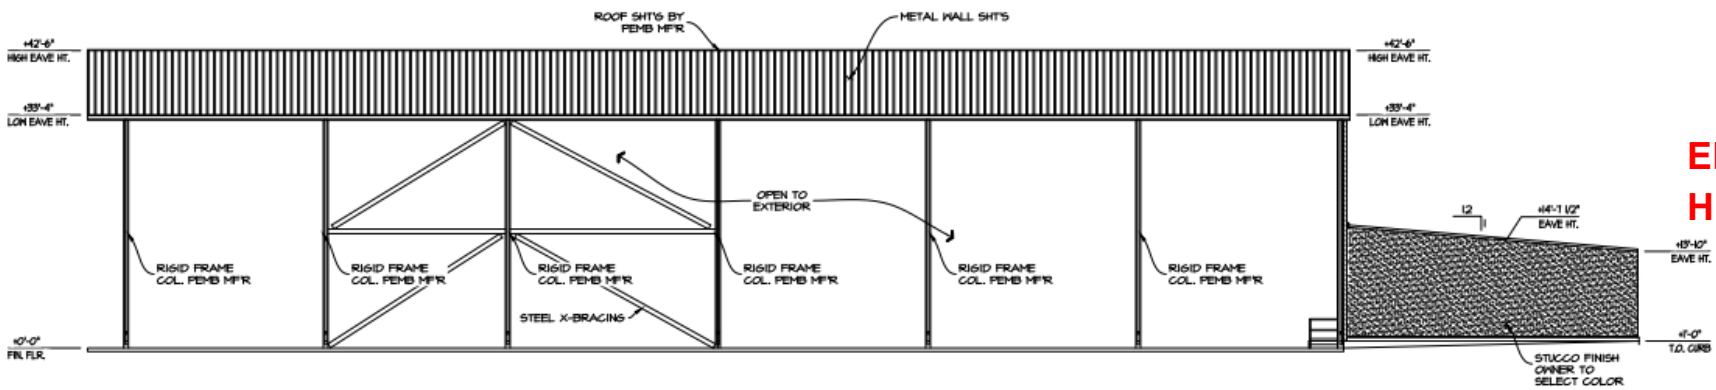 ROOF SHT'G BY
PEMB MF'R
METAL WALL SHT'S
+42'-6"
HIGH EAVE HT.
+42'-6"
HIGH EAVE HT.
+33'-4"
LOW EAVE HT.
+33'-4"
LOW EAVE HT.
EL
H
OPEN TO
EXTERIOR
12
1
+14'-7 1/2"
EAVE HT.
+13'-10"
EAVE HT.
RIGID FRAME
COL. PEMB MF'R
RIGID FRAME
COL. PEMB MF'R
RIGID FRAME
COL. PEMB MF'R
RIGID FRAME
COL. PEMB MF'R
RIGID FRAME
COL. PEMB MF'R
RIGID FRAME
COL. PEMB MF'R
STEEL X-BRACING
+0'-0"
FIN. FLR.
+1'-0"
T.O. CURB
STUCCO FINISH
OWNER TO
SELECT COLOR